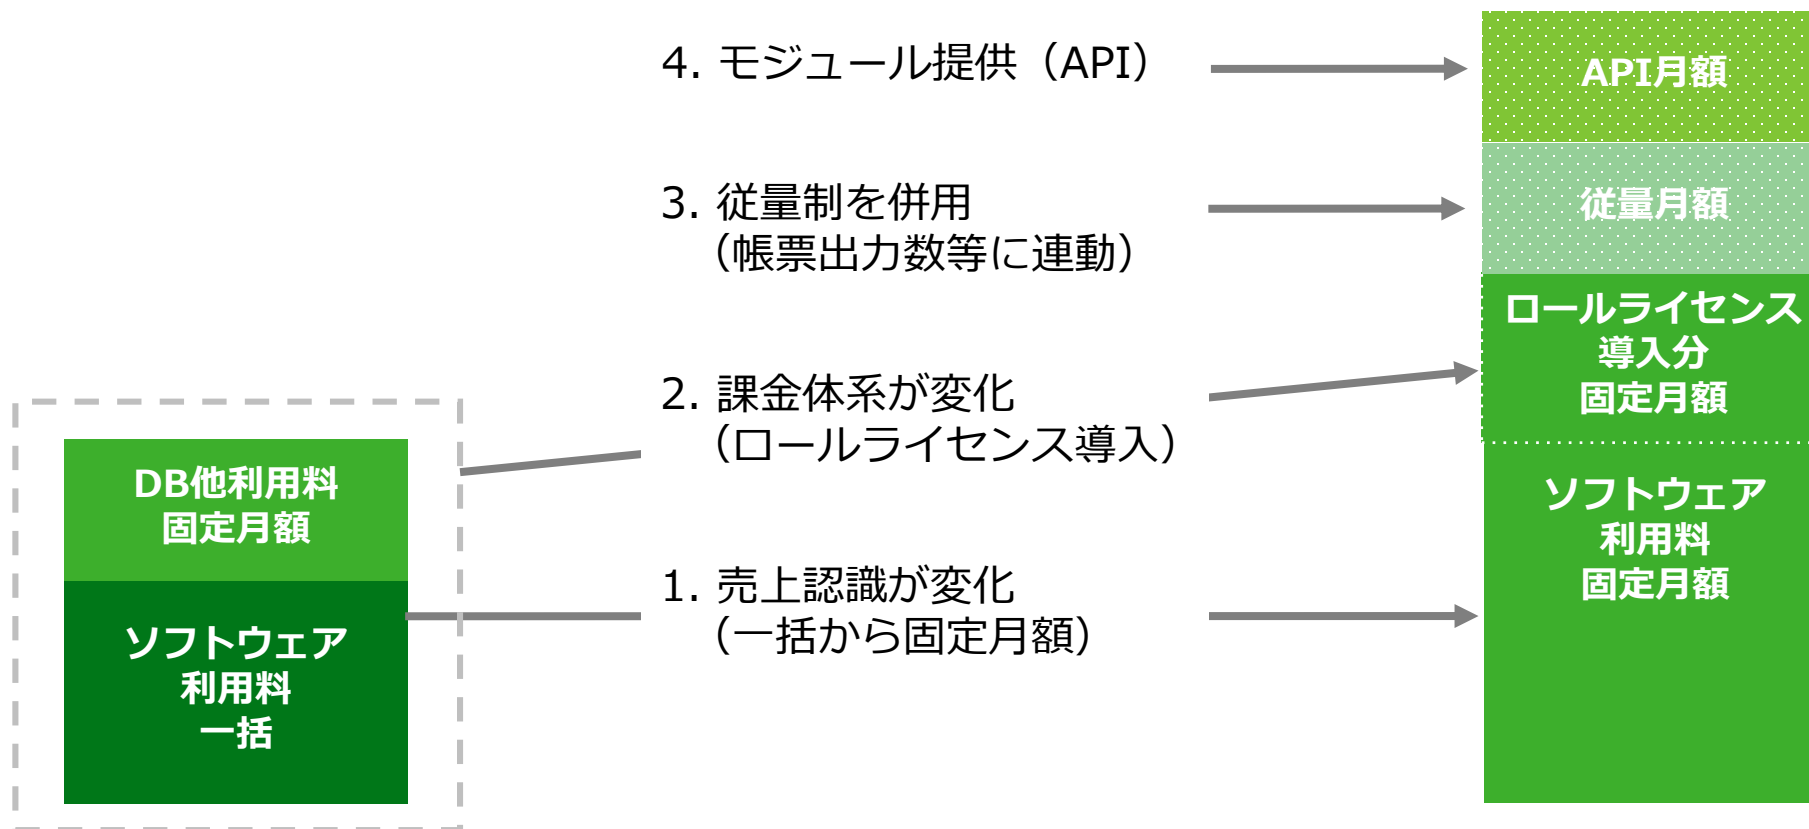 4. モジュール提供（API）
3. 従量制を併用
（帳票出力数等に連動）
2. 課金体系が変化
（ロールライセンス導入）
1. 売上認識が変化
（一括から固定月額）
DB他利用料
固定月額
ソフトウェア
利用料
一括
API月額
従量月額
ロールライセンス
導入分
固定月額
ソフトウェア
利用料
固定月額